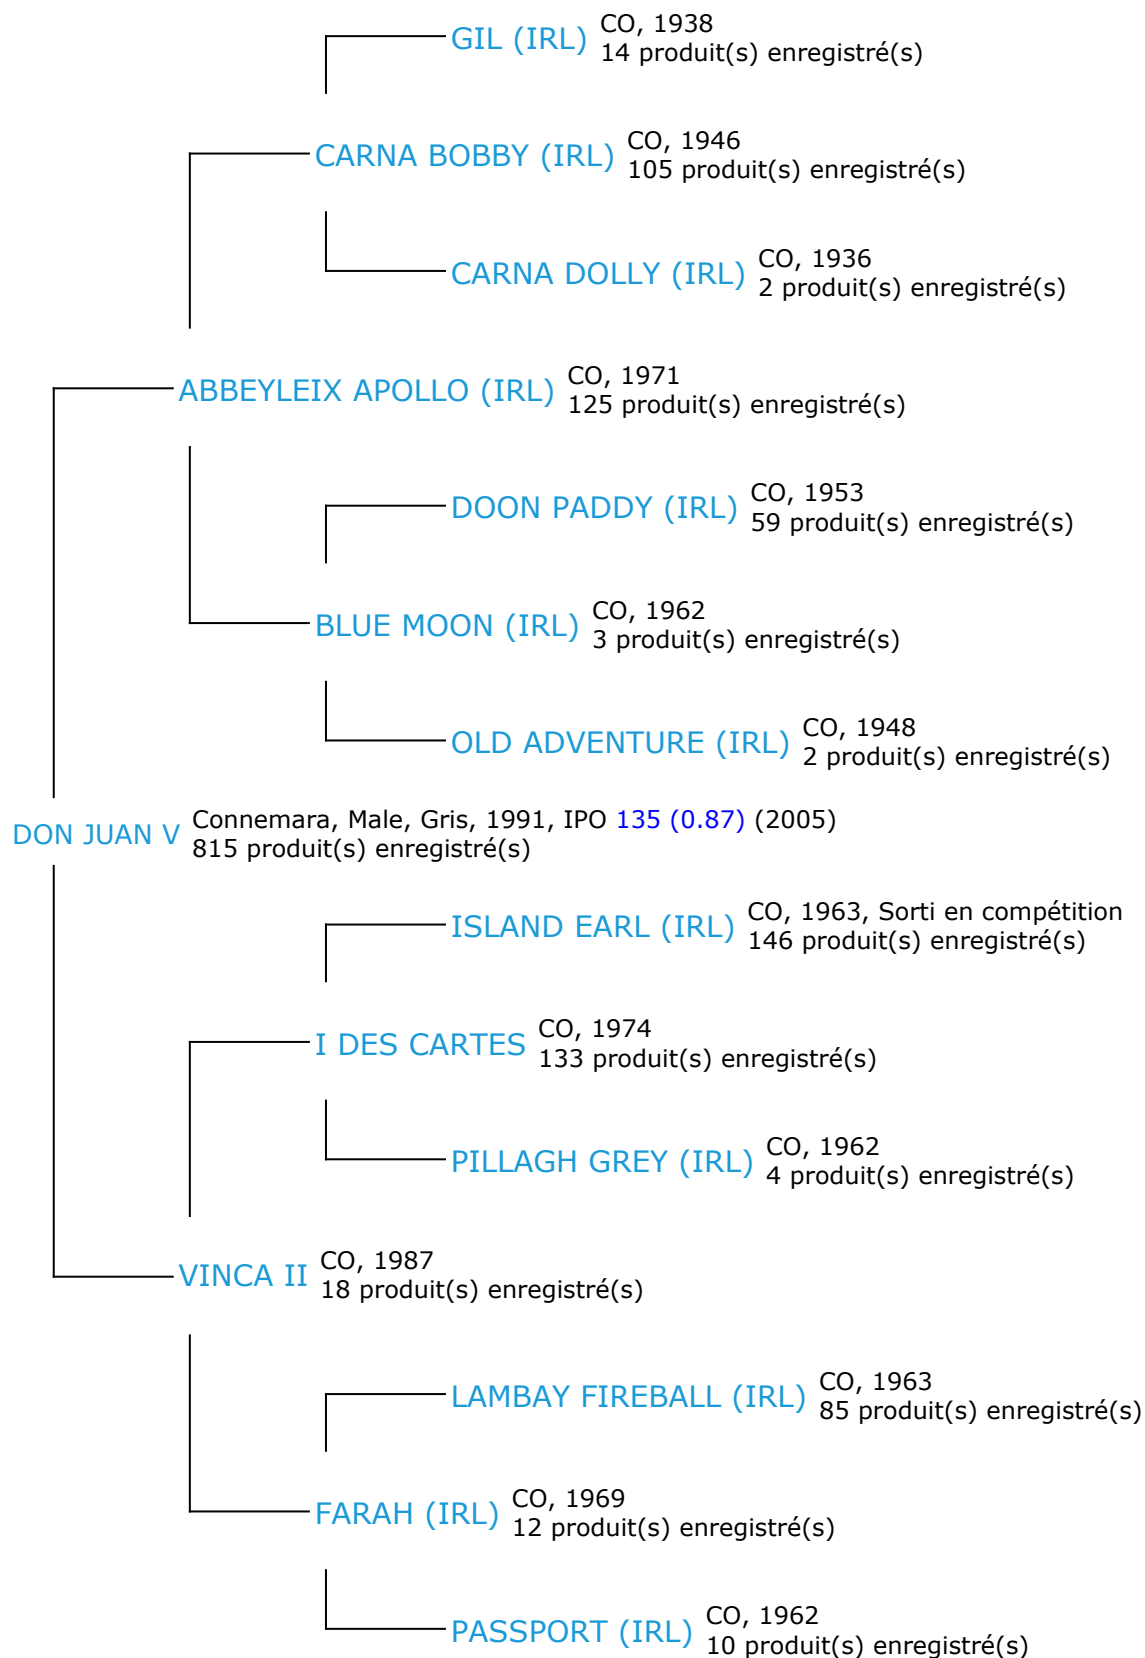 GIL (IRL)
CO, 1938
14 produit(s) enregistré(s)
CARNA BOBBY (IRL)
CO, 1946
105 produit(s) enregistré(s)
CARNA DOLLY (IRL)
CO, 1936
2 produit(s) enregistré(s)
ABBEYLEIX APOLLO (IRL)
CO, 1971
125 produit(s) enregistré(s)
DOON PADDY (IRL)
CO, 1953
59 produit(s) enregistré(s)
BLUE MOON (IRL)
CO, 1962
3 produit(s) enregistré(s)
OLD ADVENTURE (IRL)
CO, 1948
2 produit(s) enregistré(s)
DON JUAN V
Connemara, Male, Gris, 1991, IPO 135 (0.87) (2005)
815 produit(s) enregistré(s)
ISLAND EARL (IRL)
CO, 1963, Sorti en compétition
146 produit(s) enregistré(s)
I DES CARTES
CO, 1974
133 produit(s) enregistré(s)
PILLAGH GREY (IRL)
CO, 1962
4 produit(s) enregistré(s)
VINCA II
CO, 1987
18 produit(s) enregistré(s)
LAMBAY FIREBALL (IRL)
CO, 1963
85 produit(s) enregistré(s)
FARAH (IRL)
CO, 1969
12 produit(s) enregistré(s)
PASSPORT (IRL)
CO, 1962
10 produit(s) enregistré(s)